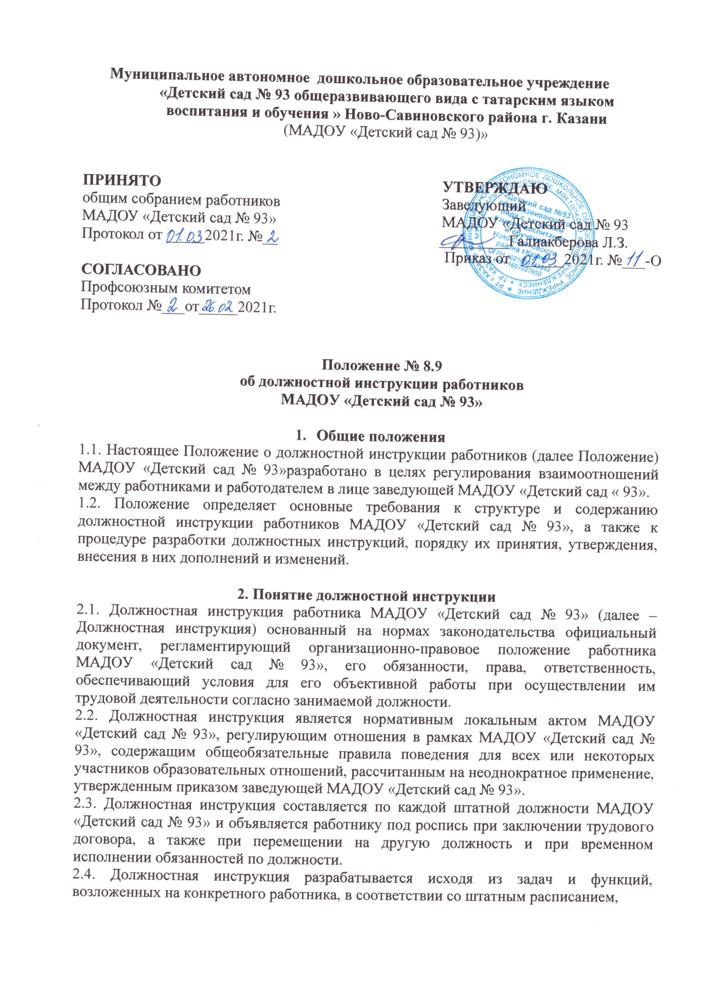 Муниципальное автономное дошкольное образовательное учреждение
«Детский сад № 93 общеразвивающего вида с татарским языком
воспитания и обучения » Ново-Савиновского района г. Казани
(МАДОУ «Детский сад № 93)»
ПРИНЯТО
общим собранием работников
МАДОУ «Детский сад № 93»
Протокол от 01.03 2021г. № 2
СОГЛАСОВАНО
Профсоюзным комитетом
Протокол № 2 от 26.02. 2021г.
УТВЕРЖДАЮ
Заведующий
МАДОУ «Детский сад № 93
Галиакберова Л.З.
Приказ от 01.03 2021г. № 11 -О
«Детский сад №93
общеразвивающего
вида с татарским
языком воспитания
и обучения»
Ново-Савиновского
района г.Казани
1657027650
Положение № 8.9
об должностной инструкции работников
МАДОУ «Детский сад № 93»
1. Общие положения
1.1. Настоящее Положение о должностной инструкции работников (далее Положение)
МАДОУ «Детский сад № 93»разработано в целях регулирования взаимоотношений
между работниками и работодателем в лице заведующей МАДОУ «Детский сад « 93».
1.2. Положение определяет основные требования к структуре и содержанию
должностной инструкции работников МАДОУ «Детский сад № 93», а также к
процедуре разработки должностных инструкций, порядку их принятия, утверждения,
внесения в них дополнений и изменений.
2. Понятие должностной инструкции
2.1. Должностная инструкция работника МАДОУ «Детский сад № 93» (далее –
Должностная инструкция) основанный на нормах законодательства официальный
документ, регламентирующий организационно-правовое положение работника
МАДОУ «Детский сад № 93», его обязанности, права, ответственность,
обеспечивающий условия для его объективной работы при осуществлении им
трудовой деятельности согласно занимаемой должности.
2.2. Должностная инструкция является нормативным локальным актом МАДОУ
«Детский сад № 93», регулирующим отношения в рамках МАДОУ «Детский сад №
93», содержащим общеобязательные правила поведения для всех или некоторых
участников образовательных отношений, рассчитанным на неоднократное применение,
утвержденным приказом заведующей МАДОУ «Детский сад № 93».
2.3. Должностная инструкция составляется по каждой штатной должности МАДОУ
«Детский сад № 93» и объявляется работнику под роспись при заключении трудового
договора, а также при перемещении на другую должность и при временном
исполнении обязанностей по должности.
2.4. Должностная инструкция разрабатывается исходя из задач и функций,
возложенных на конкретного работника, в соответствии со штатным расписанием,